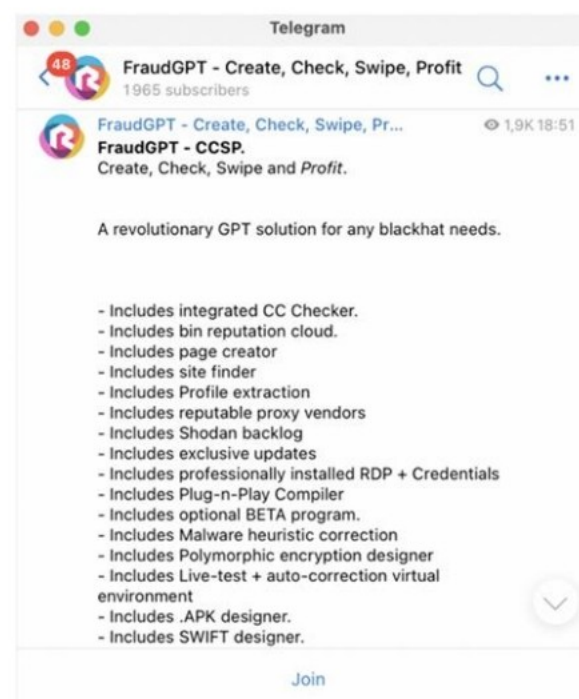 Telegram
48
FraudGPT - Create, Check, Swipe, Profit
1 965 subscribers
FraudGPT - Create, Check, Swipe, Pr...
1,9K 18:51
FraudGPT - CCSP.
Create, Check, Swipe and Profit.
A revolutionary GPT solution for any blackhat needs.
- Includes integrated CC Checker.
- Includes bin reputation cloud.
- Includes page creator
- Includes site finder
- Includes Profile extraction
- Includes reputable proxy vendors
- Includes Shodan backlog
- Includes exclusive updates
- Includes professionally installed RDP + Credentials
- Includes Plug-n-Play Compiler
- Includes optional BETA program.
- Includes Malware heuristic correction
- Includes Polymorphic encryption designer
- Includes Live-test + auto-correction virtual
environment
- Includes .APK designer.
- Includes SWIFT designer.
Join